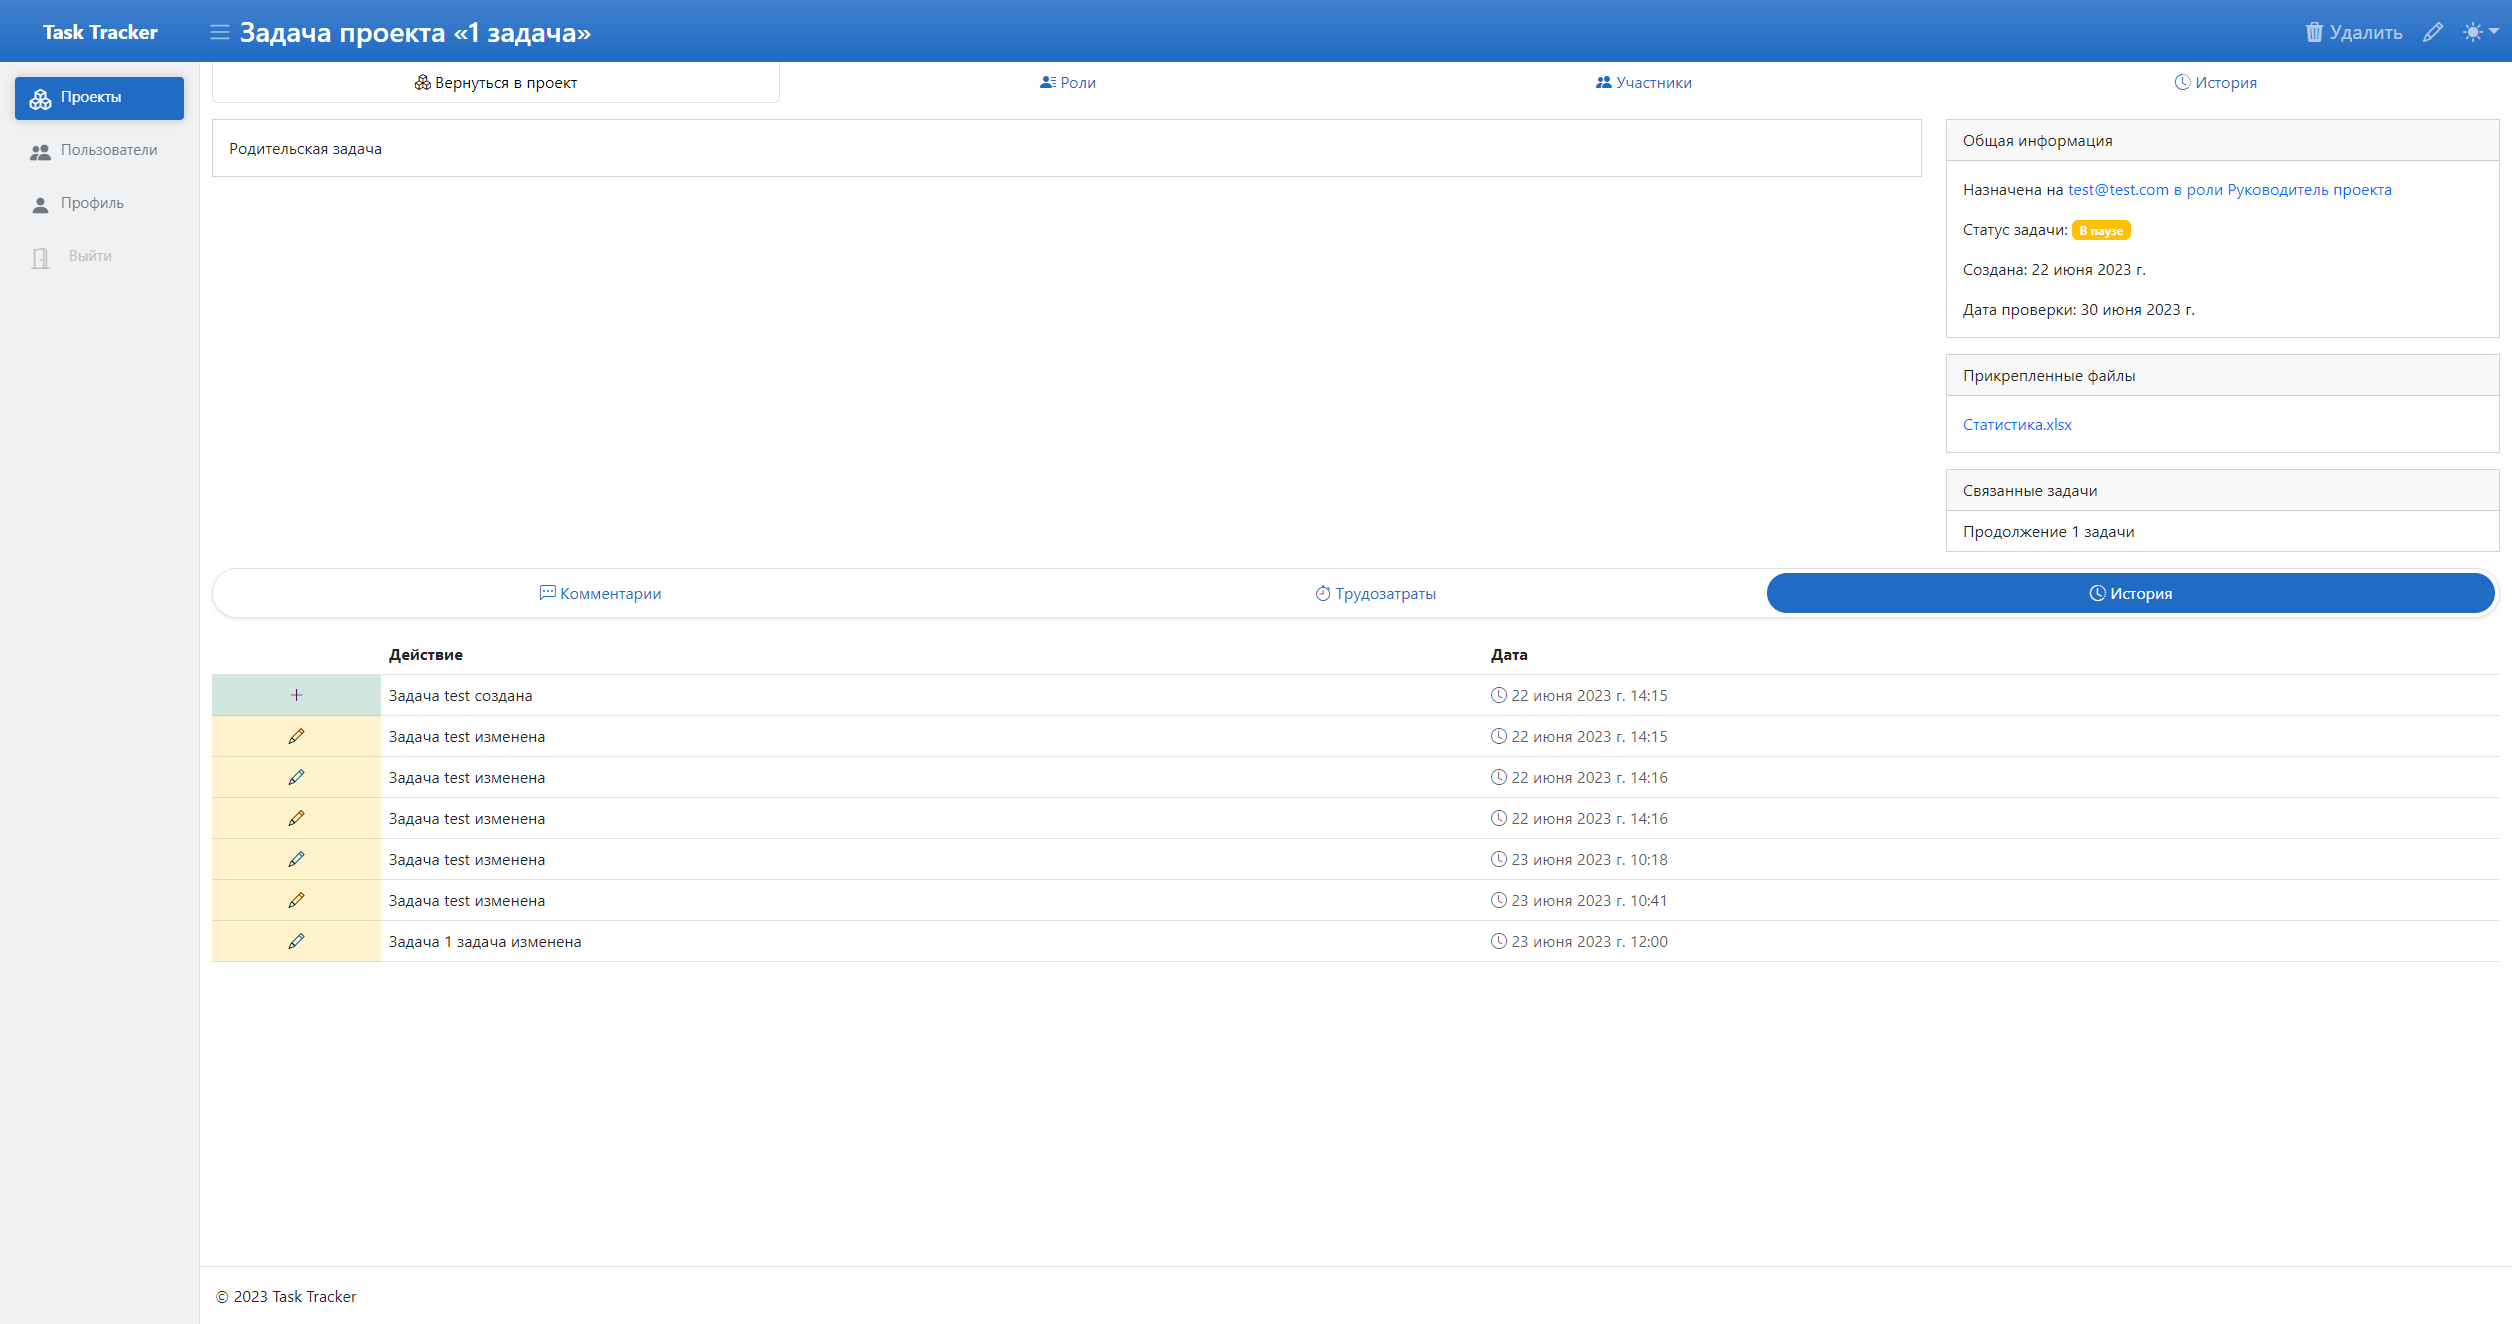 Task Tracker
Задача проекта «1 задача»
Удалить
Проекты
Пользователи
Профиль
Выйти
Вернуться в проект
Роли
Участники
История
Родительская задача
Общая информация
Назначена на test@test.com в роли Руководитель проекта
Статус задачи: В паузе
Создана: 22 июня 2023 г.
Дата проверки: 30 июня 2023 г.
Прикрепленные файлы
Статистика.xlsx
Связанные задачи
Продолжение 1 задачи
Комментарии
Трудозатраты
История
Действие Дата
Задача test создана 22 июня 2023 г. 14:15
Задача test изменена 22 июня 2023 г. 14:15
Задача test изменена 22 июня 2023 г. 14:16
Задача test изменена 22 июня 2023 г. 14:16
Задача test изменена 23 июня 2023 г. 10:18
Задача test изменена 23 июня 2023 г. 10:41
Задача 1 задача изменена 23 июня 2023 г. 12:00
© 2023 Task Tracker